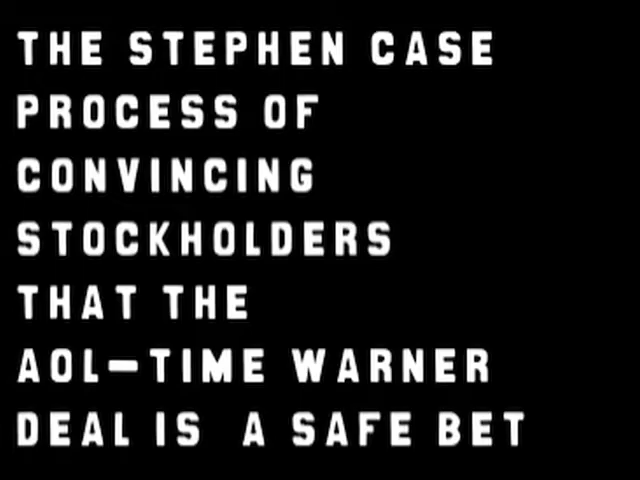 THE STEPHEN CASE
PROCESS OF
CONVINCING
STOCKHOLDERS
THAT THE
AOL–TIME WARNER
DEAL IS A SAFE BET